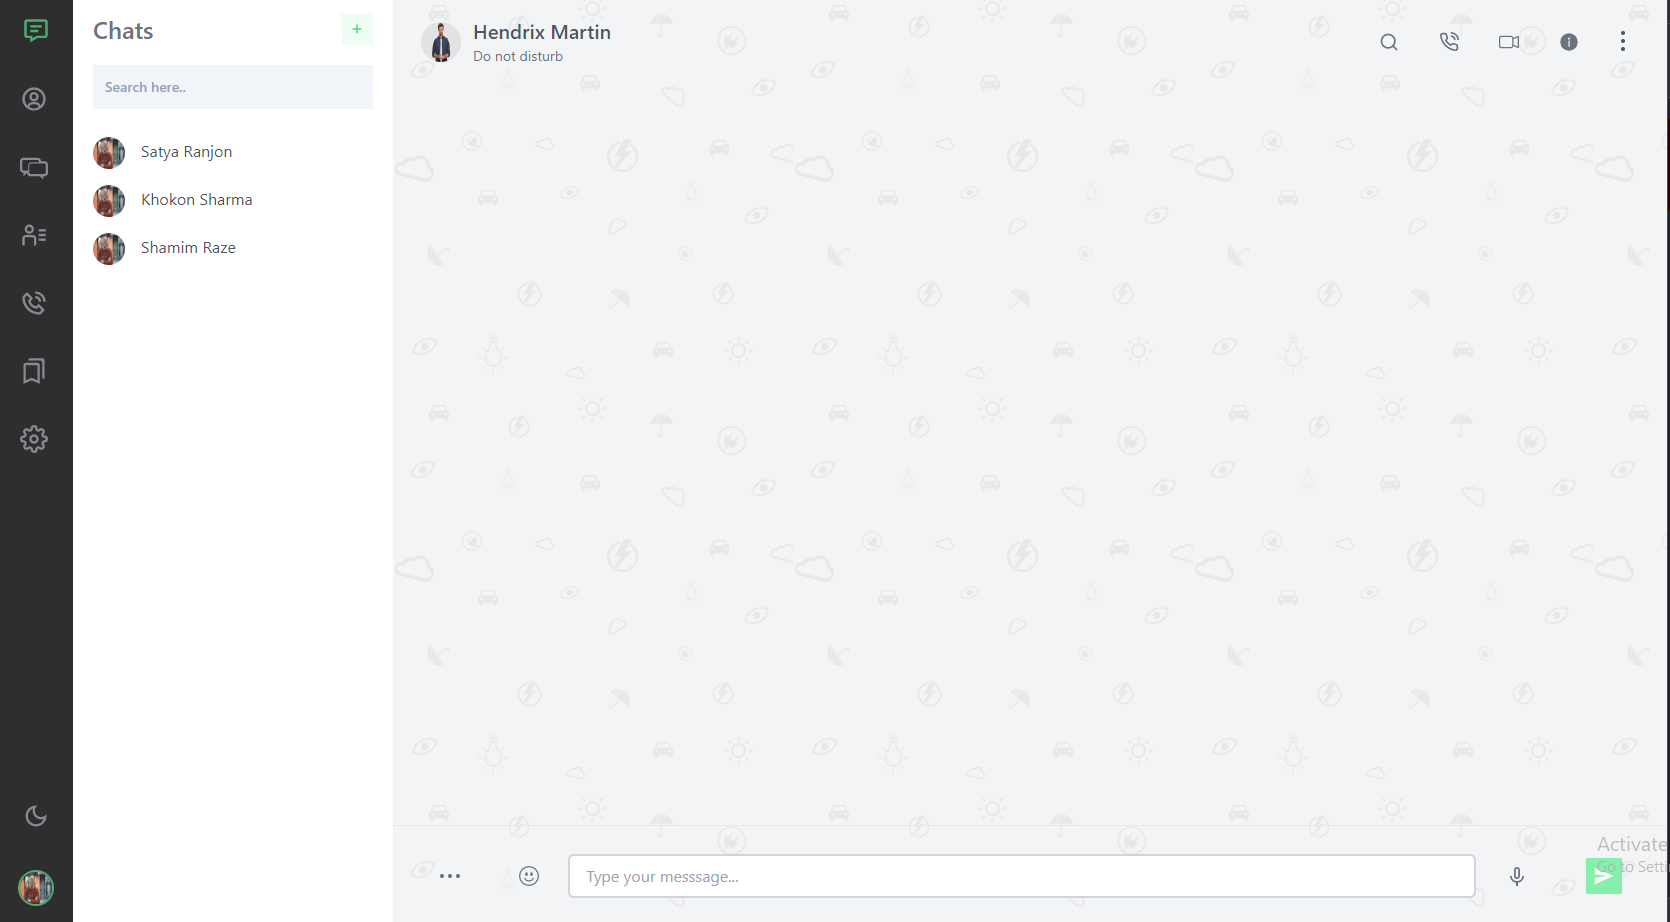 Chats
+
Search here..
Satya Ranjon
Khokon Sharma
Shamim Raze
Hendrix Martin
Do not disturb
Type your messsage...
Activate
Go to Setti